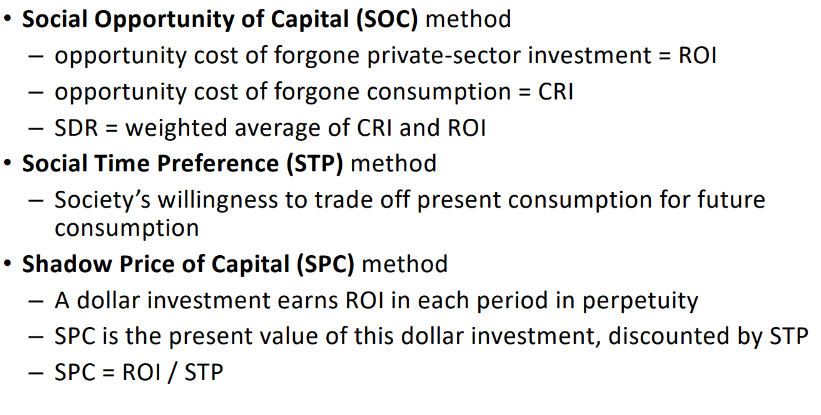 • Social Opportunity of Capital (SOC) method
– opportunity cost of forgone private-sector investment = ROI
– opportunity cost of forgone consumption = CRI
– SDR = weighted average of CRI and ROI
• Social Time Preference (STP) method
– Society’s willingness to trade off present consumption for future
consumption
• Shadow Price of Capital (SPC) method
– A dollar investment earns ROI in each period in perpetuity
– SPC is the present value of this dollar investment, discounted by STP
– SPC = ROI / STP